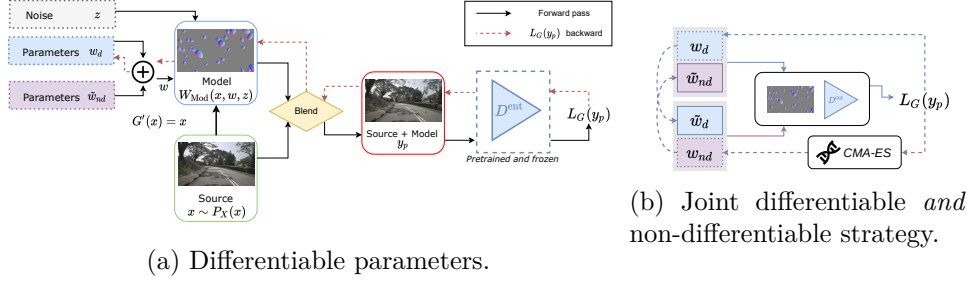 Noise z
Parameters w_d
Parameters w̃_nd
w
Model
W_Mod(x, w, z)
G′(x) = x
Source
x ∼ P_X(x)
Blend
Source + Model
y_p
D^ent
Pretrained and frozen
L_G(y_p)
Forward pass
L_G(y_p) backward
(a) Differentiable parameters.
w_d
w̃_nd
w̃_d
w_nd
D^ent
L_G(y_p)
CMA-ES
(b) Joint differentiable and
non-differentiable strategy.